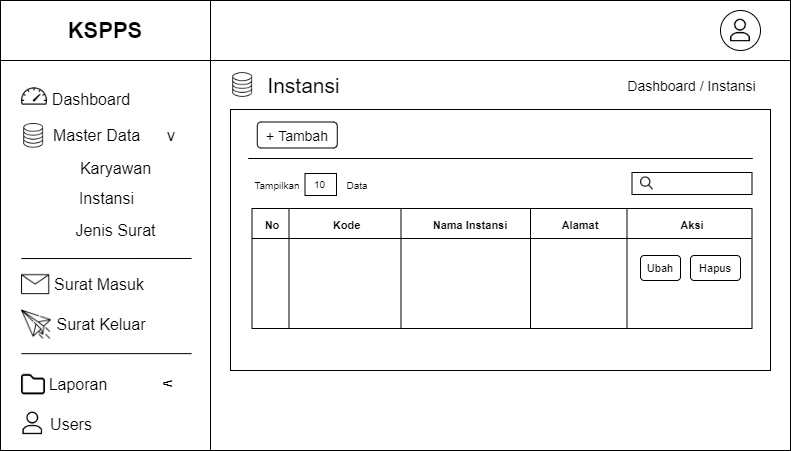 KSPPS
Dashboard
Master Data v
Karyawan
Instansi
Jenis Surat
Surat Masuk
Surat Keluar
Laporan <
Users
Instansi
Dashboard / Instansi
+ Tambah
Tampilkan 10 Data
No Kode Nama Instansi Alamat Aksi
Ubah Hapus